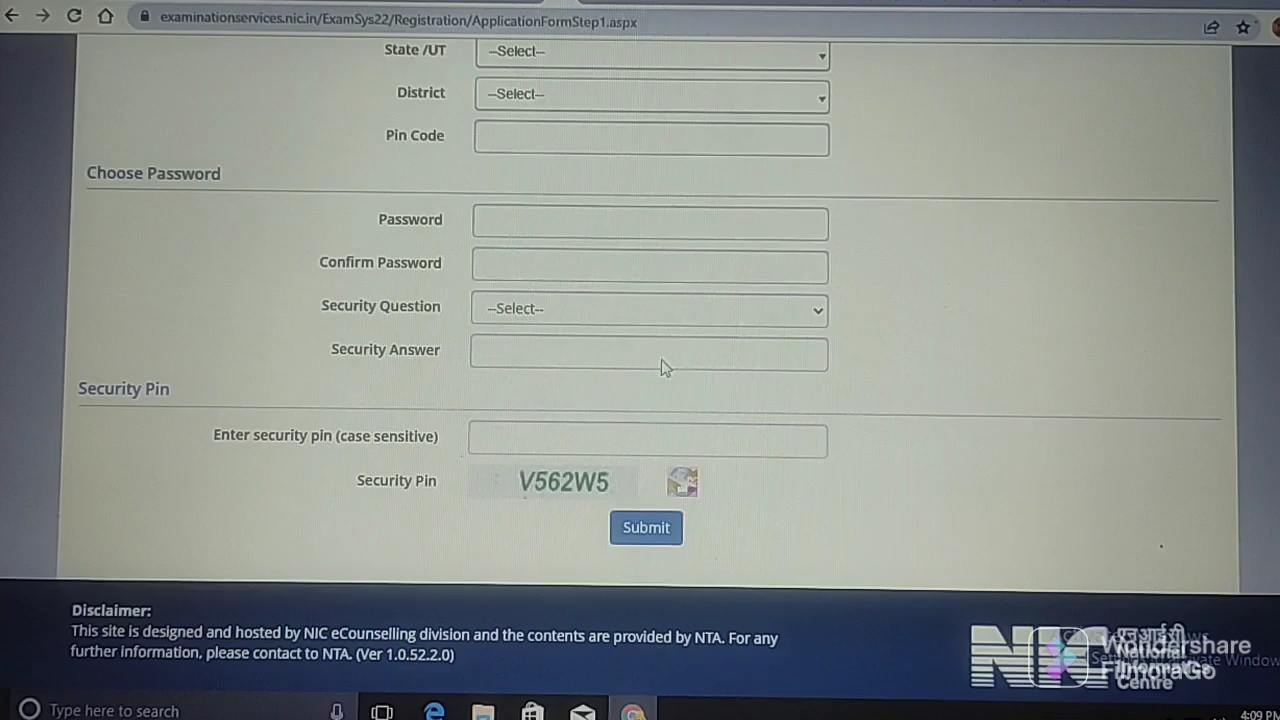 examinationservices.nic.in/ExamSys22/Registration/ApplicationFormStep1.aspx
State /UT
--Select--
District
--Select--
Pin Code
Choose Password
Password
Confirm Password
Security Question
--Select--
Security Answer
Security Pin
Enter security pin (case sensitive)
Security Pin
V562W5
Submit
Disclaimer:
This site is designed and hosted by NIC eCounselling division and the contents are provided by NTA. For any
further information, please contact to NTA. (Ver 1.0.52.2.0)
NIC
Wondershare
FilmoraGo
National
Centre
Type here to search
4:09 PM